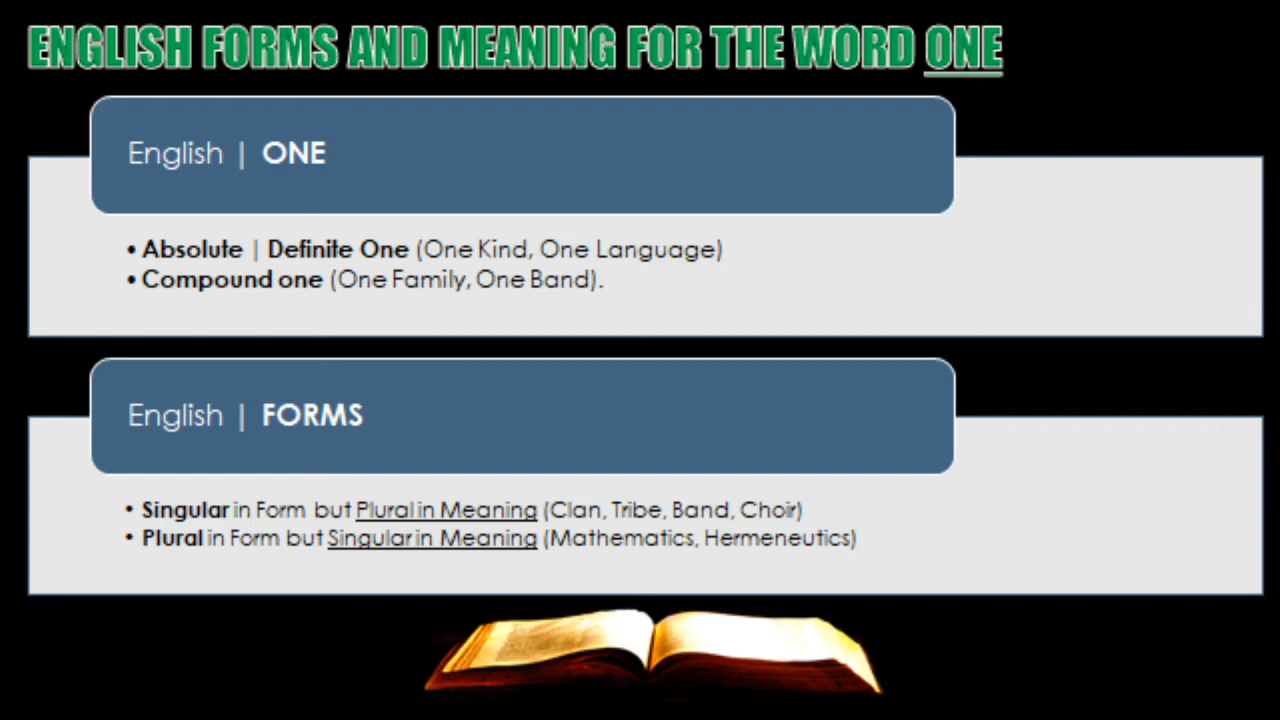 ENGLISH FORMS AND MEANING FOR THE WORD ONE
English | ONE
• Absolute | Definite One (One Kind, One Language)
• Compound one (One Family, One Band).
English | FORMS
• Singular in Form but Plural in Meaning (Clan, Tribe, Band, Choir)
• Plural in Form but Singular in Meaning (Mathematics, Hermeneutics)